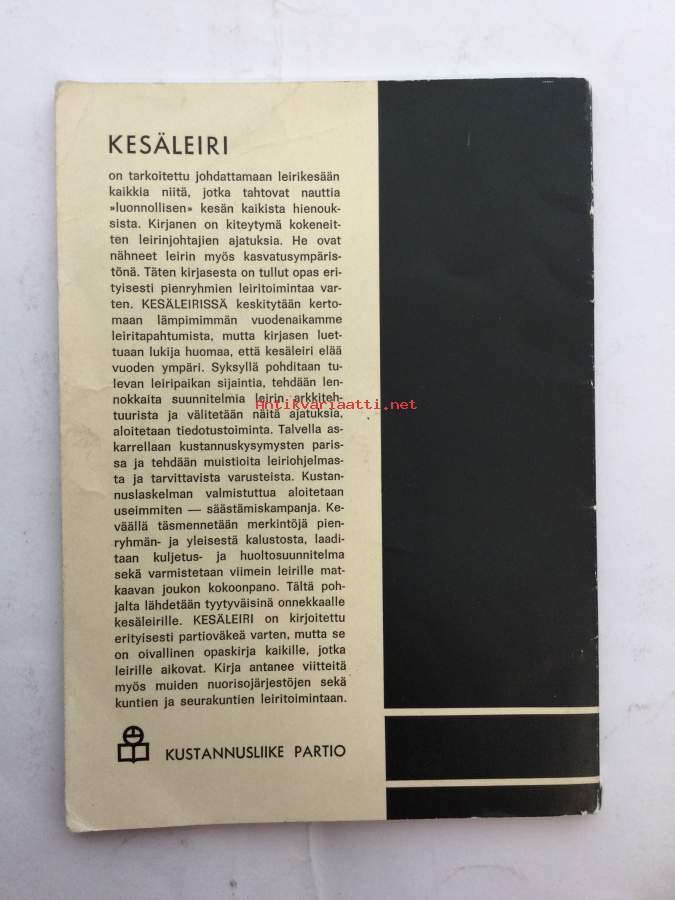 KESÄLEIRI
on tarkoitettu johdattamaan leirikesään
kaikkia niitä, jotka tahtovat nauttia
»luonnollisen» kesän kaikista hienouk-
sista. Kirjanen on kiteytymä kokeneit-
ten leirinjohtajien ajatuksia. He ovat
nähneet leirin myös kasvatusympäris-
tönä. Täten kirjasesta on tullut opas eri-
tyisesti pienryhmien leiritoimintaa var-
ten. KESÄLEIRISSÄ keskitytään kerto-
maan lämpimimmän vuodenaikamme
leiritapahtumista, mutta kirjasen luet-
tuaan lukija huomaa, että kesäleiri elää
vuoden ympäri. Syksyllä pohditaan tu-
levan leiripaikan sijaintia, tehdään len-
nokkaita suunnitelmia leirin arkkiteh-
Antikvariaatti.net
tuurista ja välitetään näitä ajatuksia,
aloitetaan tiedotustoiminta. Talvella as-
karrellaan kustannuskysymysten paris-
sa ja tehdään muistioita leiriohjelmas-
ta ja tarvittavista varusteista. Kustan-
nuslaskelman valmistuttua aloitetaan
useimmiten — säästämiskampanja. Ke-
väällä täsmennetään merkintöjä pien-
ryhmän- ja yleisestä kalustosta, laadi-
taan kuljetus- ja huoltosuunnitelma
sekä varmistetaan viimein leirille mat-
kaavan joukon kokoonpano. Tältä poh-
jalta lähdetään tyytyväisinä onnekkaalle
kesäleirille. KESÄLEIRI on kirjoitettu
erityisesti partioväkeä varten, mutta se
on oivallinen opaskirja kaikille, jotka
leirille aikovat. Kirja antanee viitteitä
myös muiden nuorisojärjestöjen sekä
kuntien ja seurakuntien leiritoimintaan.
KUSTANNUSLIIKE PARTIO